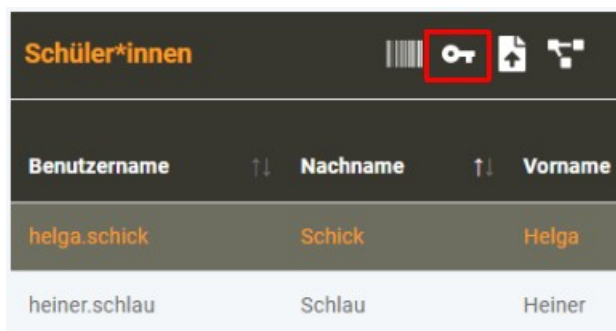 Schüler*innen
Benutzername Nachname Vorname
helga.schick Schick Helga
heiner.schlau Schlau Heiner